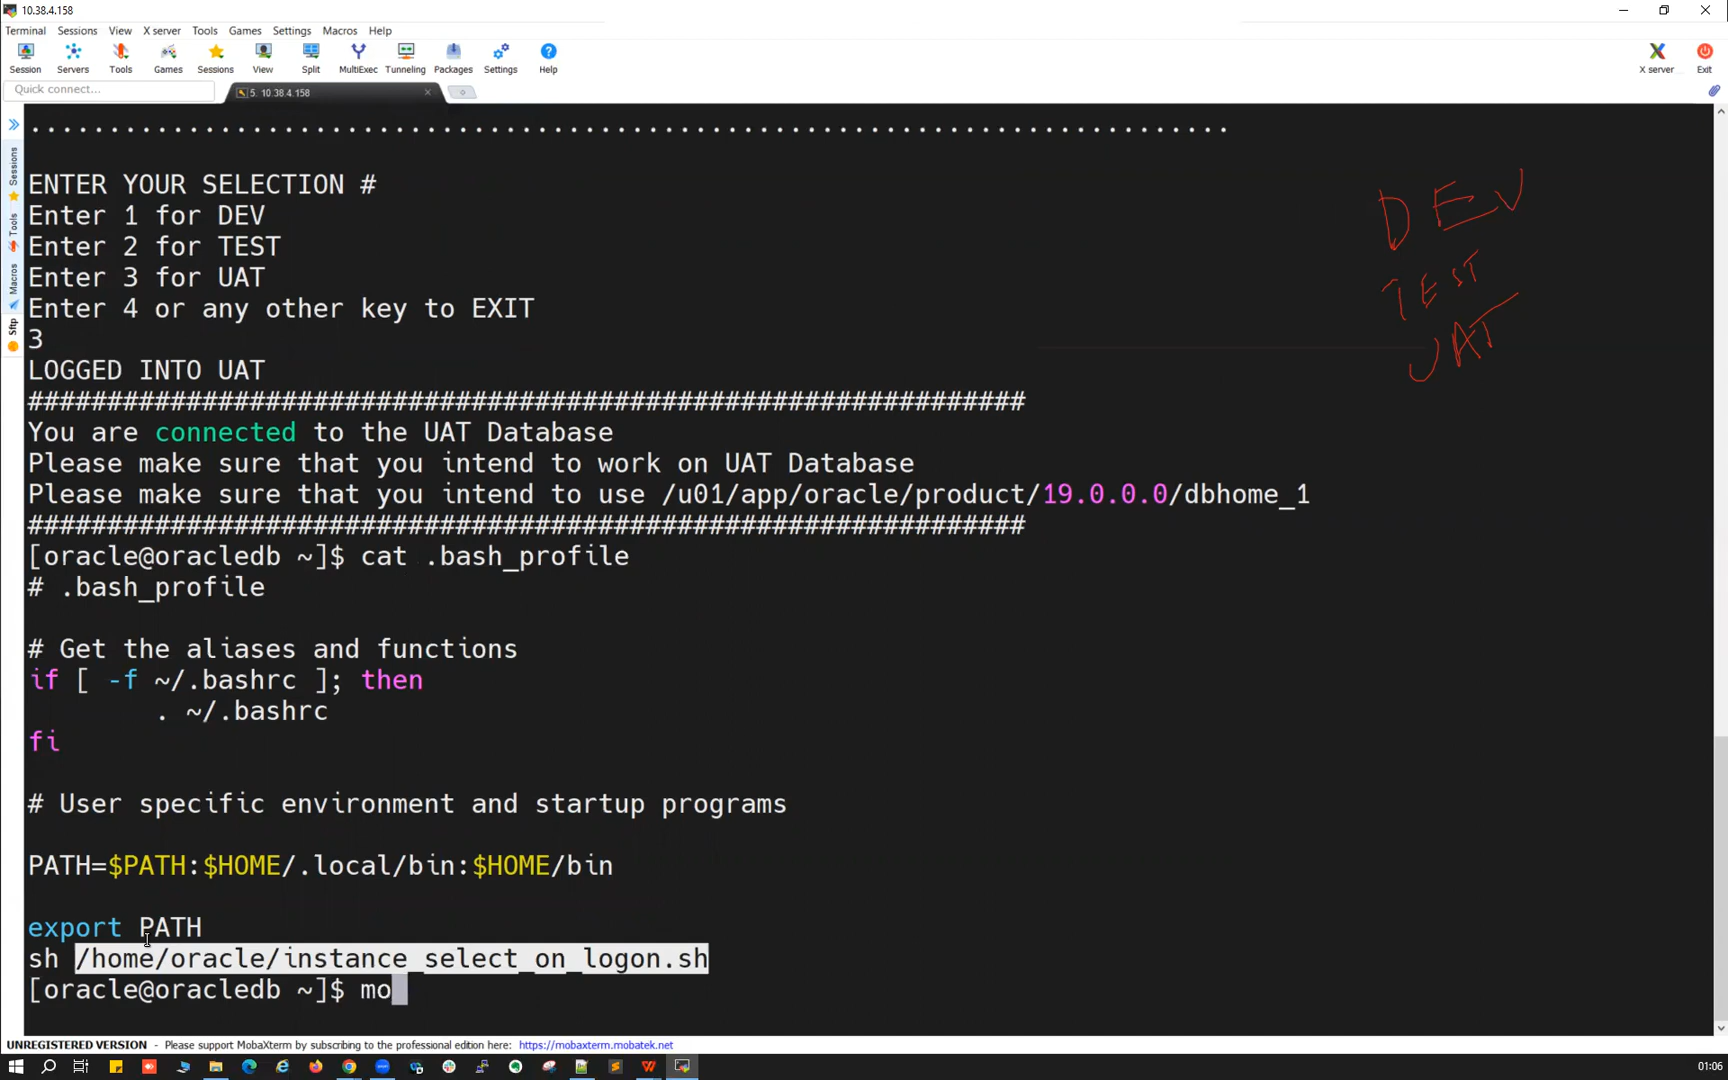 10.38.4.158
Terminal Sessions View X server Tools Games Settings Macros Help
Session Servers Tools Games Sessions View Split MultiExec Tunneling Packages Settings Help X server Exit
Quick connect...
5. 10.38.4.158
Sessions
Tools
Macros
Sftp
ENTER YOUR SELECTION #
Enter 1 for DEV
Enter 2 for TEST
Enter 3 for UAT
Enter 4 or any other key to EXIT
3
LOGGED INTO UAT
###############################################################
You are connected to the UAT Database
Please make sure that you intend to work on UAT Database
Please make sure that you intend to use /u01/app/oracle/product/19.0.0.0/dbhome_1
###############################################################
[oracle@oracledb ~]$ cat .bash_profile
# .bash_profile
# Get the aliases and functions
if [ -f ~/.bashrc ]; then
. ~/.bashrc
fi
# User specific environment and startup programs
PATH=$PATH:$HOME/.local/bin:$HOME/bin
export PATH
sh /home/oracle/instance_select_on_logon.sh
[oracle@oracledb ~]$ mo
DEV
TEST
UAT
UNREGISTERED VERSION - Please support MobaXterm by subscribing to the professional edition here: https://mobaxterm.mobatek.net
01:06